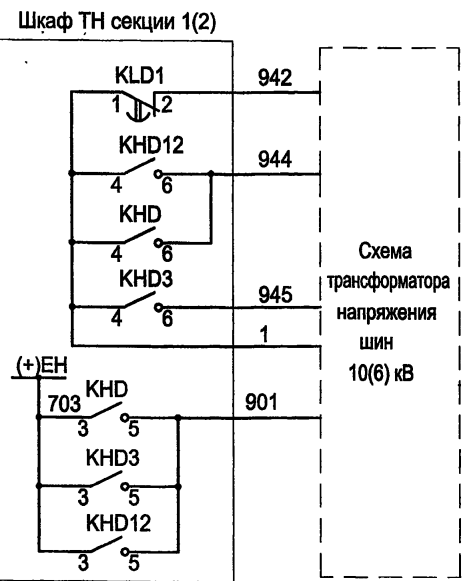 Шкаф ТН секции 1(2)
KLD1 942
1 2
KHD12 944
4 6
KHD
4 6
KHD3 945
4 6
1
Схема
трансформатора
напряжения
шин
10(6) кВ
(+)EH
703 KHD 901
3 5
KHD3
3 5
KHD12
3 5